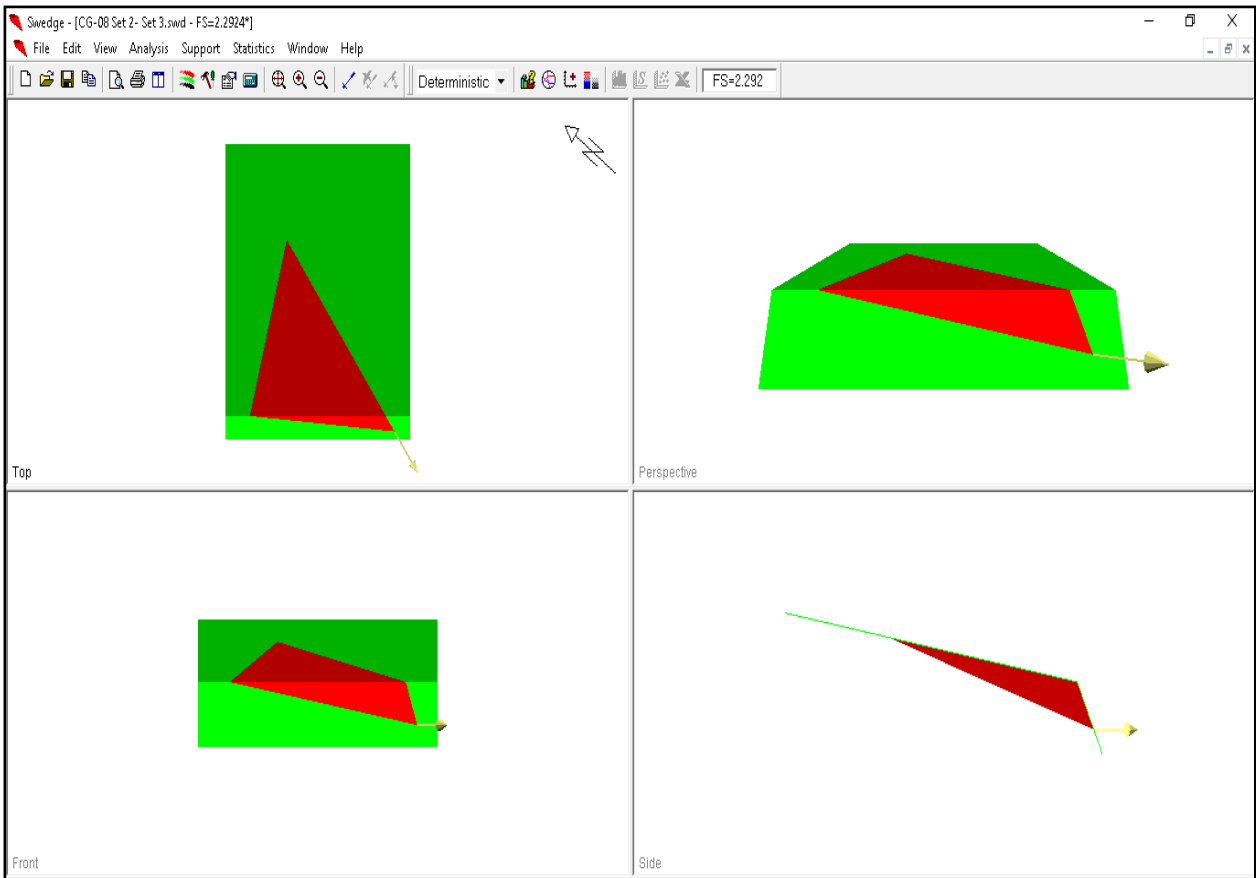 Swedge - [CG-08 Set 2- Set 3.swd - FS=2.2924*]
File Edit View Analysis Support Statistics Window Help
Deterministic FS=2.292
Top
Perspective
Front
Side